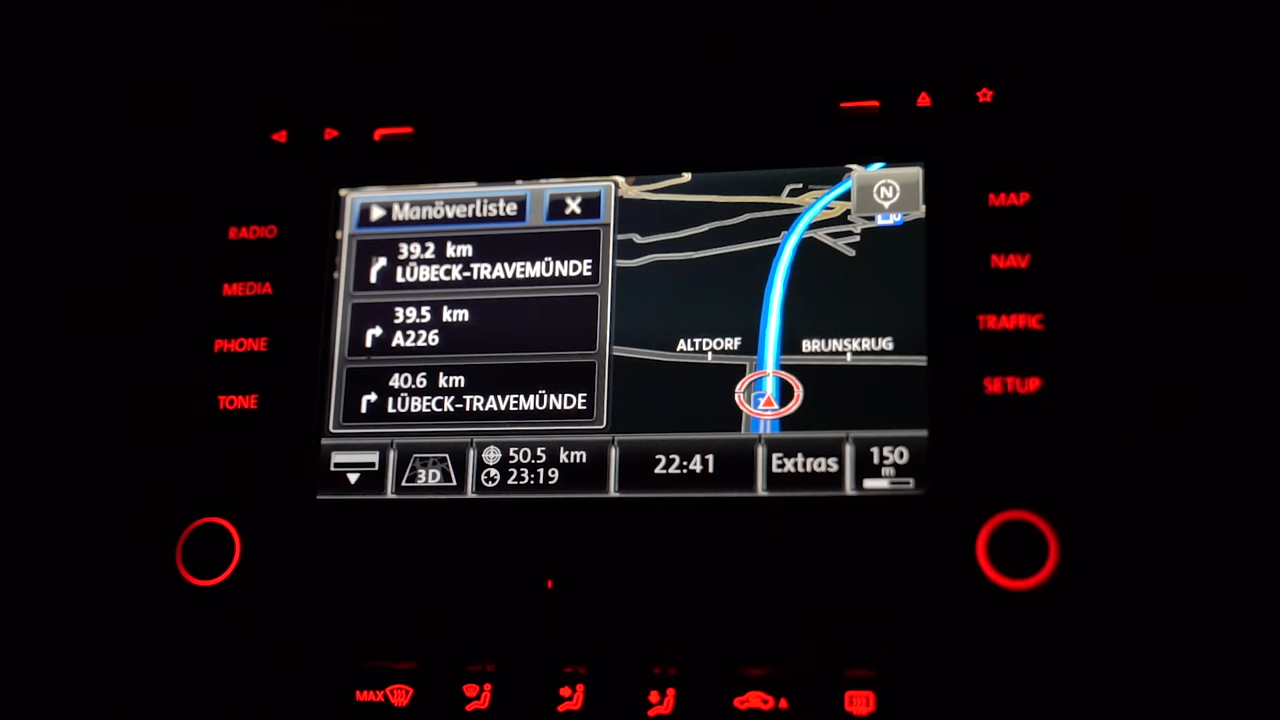 RADIO
MEDIA
PHONE
TONE
Manöverliste
39.2 km
LÜBECK-TRAVEMÜNDE
39.5 km
A226
40.6 km
LÜBECK-TRAVEMÜNDE
N
ALTDORF
BRUNSKRUG
3D
50.5 km
23:19
22:41
Extras
150
m
MAP
NAV
TRAFFIC
SETUP
MAX
A